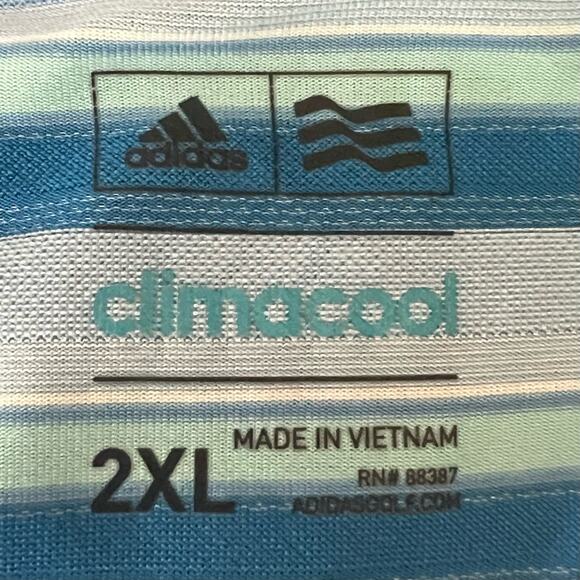 adidas
climacool
2XL
MADE IN VIETNAM
RN# 88387
ADIDASGOLF.COM